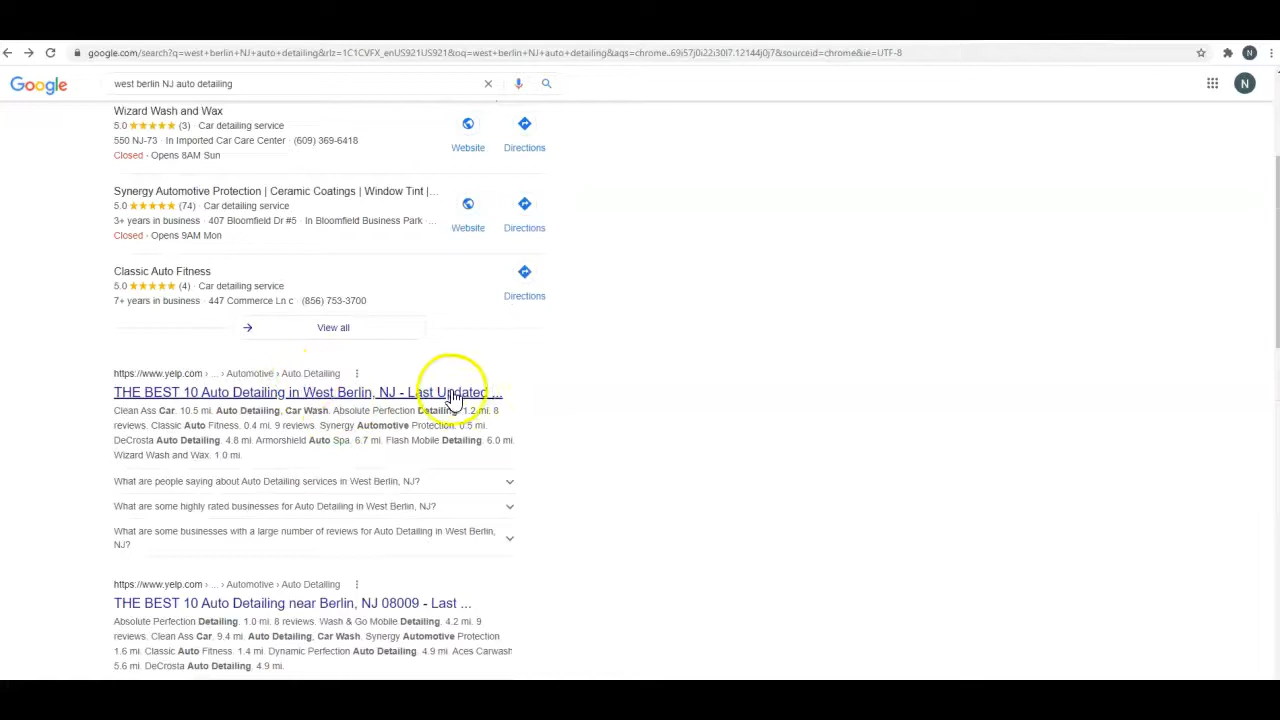 google.com/search?q=west+berlin+NJ+auto+detailing&rlz=1C1CVFX_enUS921US921&oq=west+berlin+NJ+auto+detailing&aqs=chrome..69i57j0i22i30l7.12144j0j7&sourceid=chrome&ie=UTF-8
N
Google
west berlin NJ auto detailing
N
Wizard Wash and Wax
5.0 (3) · Car detailing service
550 NJ-73 · In Imported Car Care Center · (609) 369-6418
Closed · Opens 8AM Sun
Website
Directions
Synergy Automotive Protection | Ceramic Coatings | Window Tint |...
5.0 (74) · Car detailing service
3+ years in business · 407 Bloomfield Dr #5 · In Bloomfield Business Park · ...
Closed · Opens 9AM Mon
Website
Directions
Classic Auto Fitness
5.0 (4) · Car detailing service
7+ years in business · 447 Commerce Ln c · (856) 753-3700
Directions
View all
https://www.yelp.com › ... › Automotive › Auto Detailing
THE BEST 10 Auto Detailing in West Berlin, NJ - Last Updated ...
Clean Ass Car. 10.5 mi. Auto Detailing, Car Wash. Absolute Perfection Detailing. 1.2 mi. 8
reviews. Classic Auto Fitness. 0.4 mi. 9 reviews. Synergy Automotive Protection. 0.5 mi.
DeCrosta Auto Detailing. 4.8 mi. Armorshield Auto Spa. 6.7 mi. Flash Mobile Detailing. 6.0 mi.
Wizard Wash and Wax. 1.0 mi.
What are people saying about Auto Detailing services in West Berlin, NJ?
What are some highly rated businesses for Auto Detailing in West Berlin, NJ?
What are some businesses with a large number of reviews for Auto Detailing in West Berlin,
NJ?
https://www.yelp.com › ... › Automotive › Auto Detailing
THE BEST 10 Auto Detailing near Berlin, NJ 08009 - Last ...
Absolute Perfection Detailing. 1.0 mi. 8 reviews. Wash & Go Mobile Detailing. 4.2 mi. 9
reviews. Clean Ass Car. 9.4 mi. Auto Detailing, Car Wash. Synergy Automotive Protection
1.6 mi. Classic Auto Fitness. 1.4 mi. Dynamic Perfection Auto Detailing. 4.9 mi. Aces Carwash
5.6 mi. DeCrosta Auto Detailing. 4.9 mi.